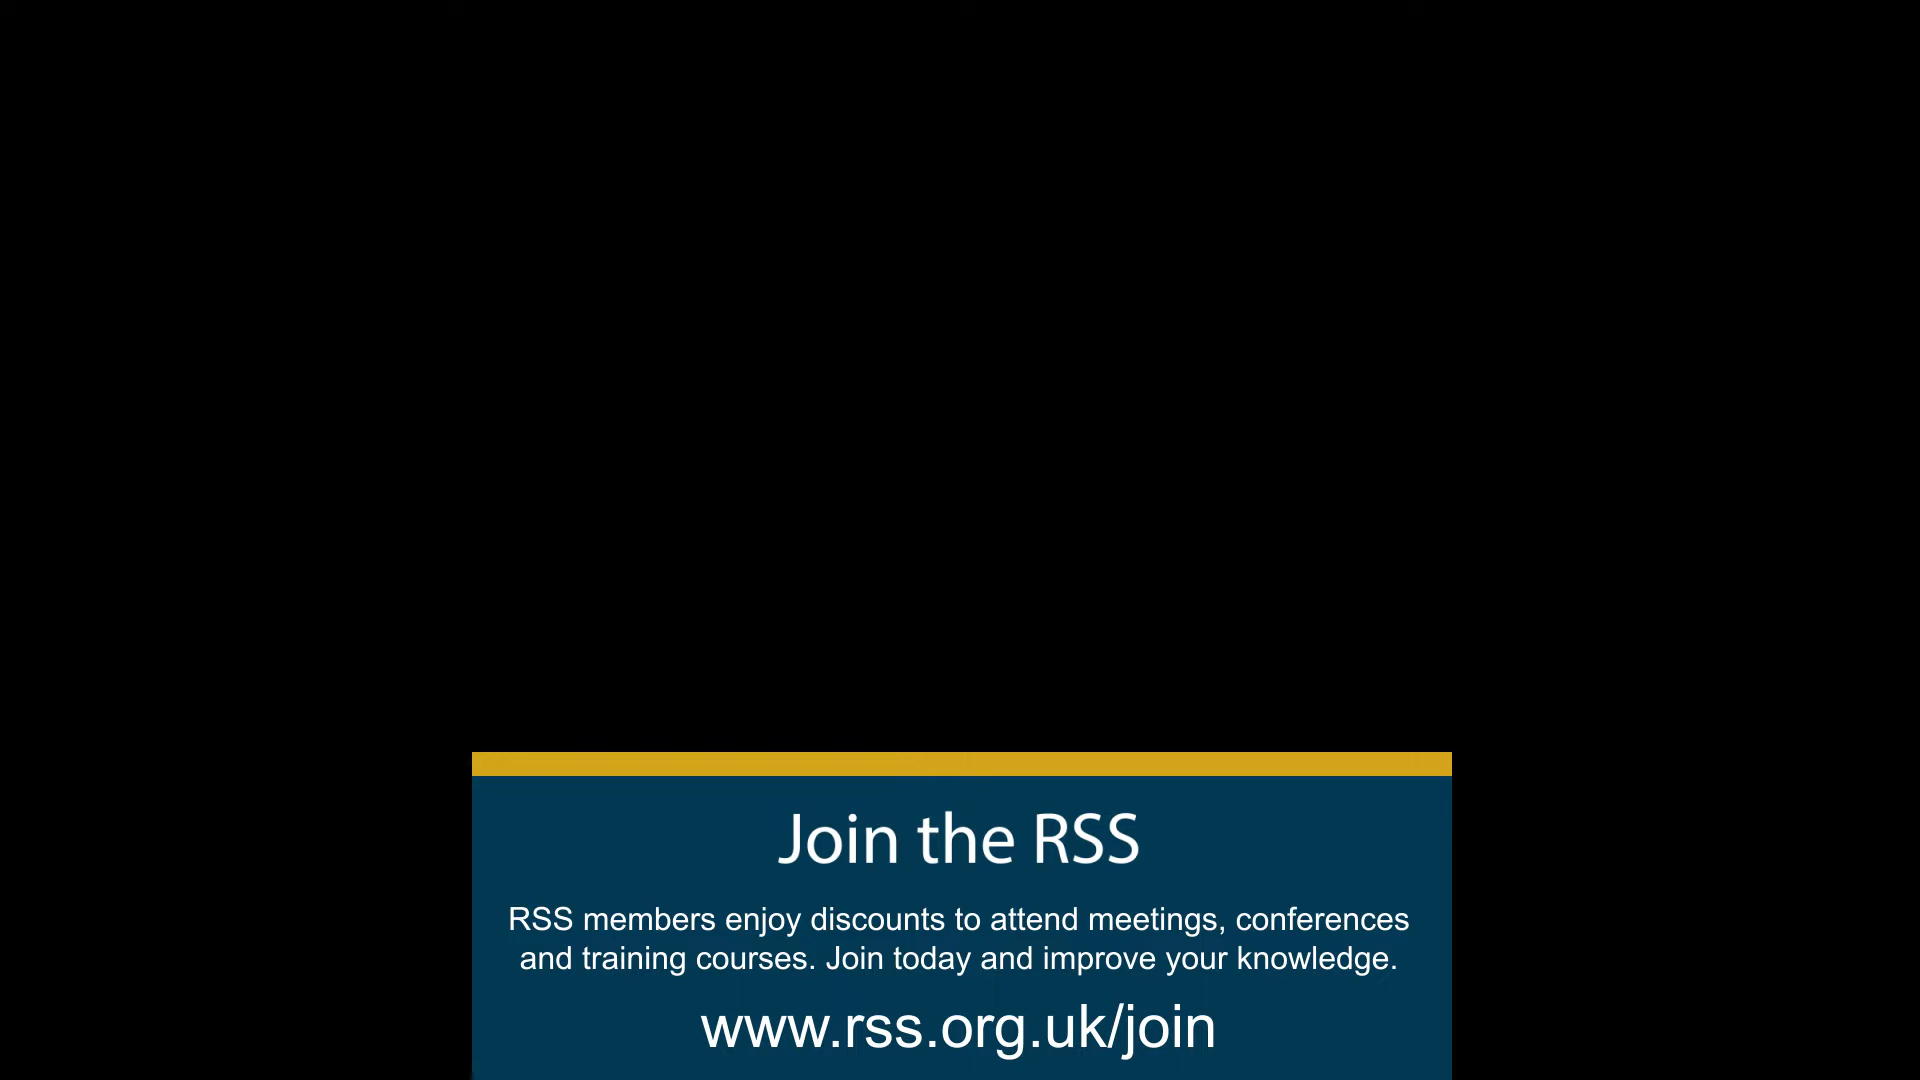 Join the RSS
RSS members enjoy discounts to attend meetings, conferences
and training courses. Join today and improve your knowledge.
www.rss.org.uk/join